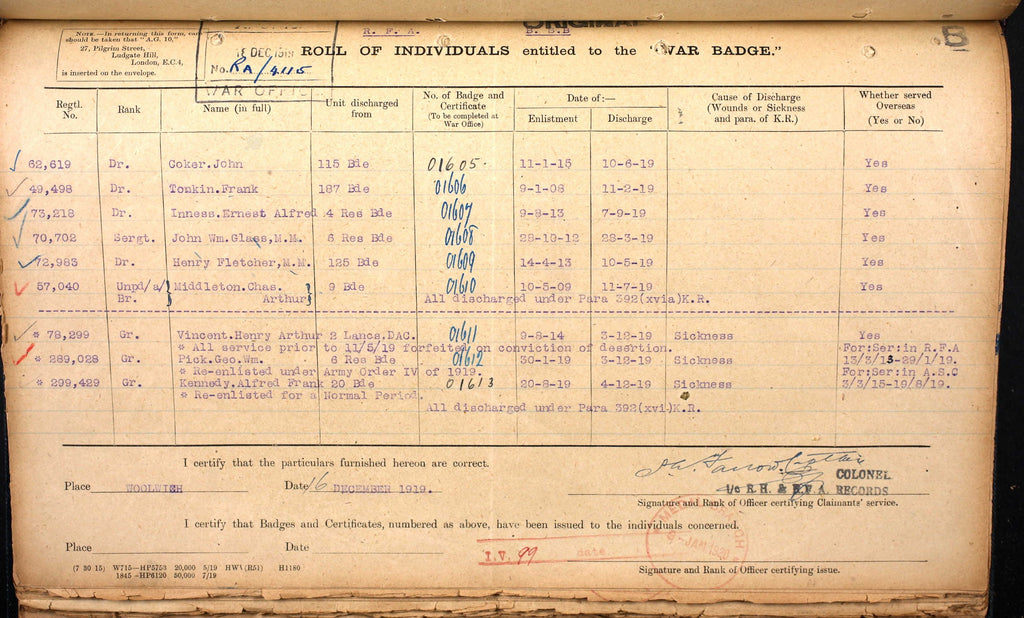 NOTE.—In returning this form, care should be taken that "A.G. 10,"
27, Pilgrim Street,
Ludgate Hill,
London, E.C.4,
is inserted on the envelope.
R. F. A. B. S.B
ORIGINAL
B
18 DEC 1919
No. RA/4115
WAR OFFICE
ROLL OF INDIVIDUALS entitled to the "WAR BADGE."
Regtl. No. Rank Name (in full) Unit discharged from No. of Badge and Certificate (To be completed at War Office) Date of:— Enlistment Discharge Cause of Discharge (Wounds or Sickness and para. of K.R.) Whether served Overseas (Yes or No)
62,619 Dr. Coker.John 115 Bde 01605. 11-1-15 10-6-19 Yes
49,498 Dr. Tonkin.Frank 187 Bde 01606 9-1-08 11-2-19 Yes
73,218 Dr. Inness.Ernest Alfred 4 Res Bde 01607 9-8-13 7-9-19 Yes
70,702 Sergt. John Wm.Glass,M.M. 6 Res Bde 01608 28-10-12 28-3-19 Yes
72,983 Dr. Henry Fletcher,M.M. 125 Bde 01609 14-4-13 10-5-19 Yes
57,040 Unpd/a/ } Middleton.Chas. } 9 Bde 01610 10-5-09 11-7-19 Yes
Br. Arthur All discharged under Para 392(xvia)K.R.
* 78,299 Gr. Vincent.Henry Arthur 2 Lancs.DAC. 01611 9-8-14 3-12-19 Sickness Yes
* All service prior to 11/5/19 forfeited on conviction of desertion. For:Ser:in R.F.A
* 289,028 Gr. Pick.Geo.Wm. 6 Res Bde 01612 30-1-19 3-12-19 Sickness 13/3/13-29/1/19.
* Re-enlisted under Army Order IV of 1919. For:Ser:in A.S.C
* 299,429 Gr. Kennedy.Alfred Frank 20 Bde 01613 20-8-19 4-12-19 Sickness 3/3/15-19/8/19.
* Re-enlisted for a Normal Period.
All discharged under Para 392(xvi)K.R.
I certify that the particulars furnished hereon are correct.
Place WOOLWICH Date 16 DECEMBER 1919.
COLONEL
i/c R.H. & R.F.A. RECORDS
Signature and Rank of Officer certifying Claimants' service.
I certify that Badges and Certificates, numbered as above, have been issued to the individuals concerned.
Place Date
I.V. 99 date
9-JAN 1920
(7 30 15) W715—HP5753 20,000 5/19 HWV(R51) H1180
1845 -HP6120 50,000 7/19
Signature and Rank of Officer certifying issue.